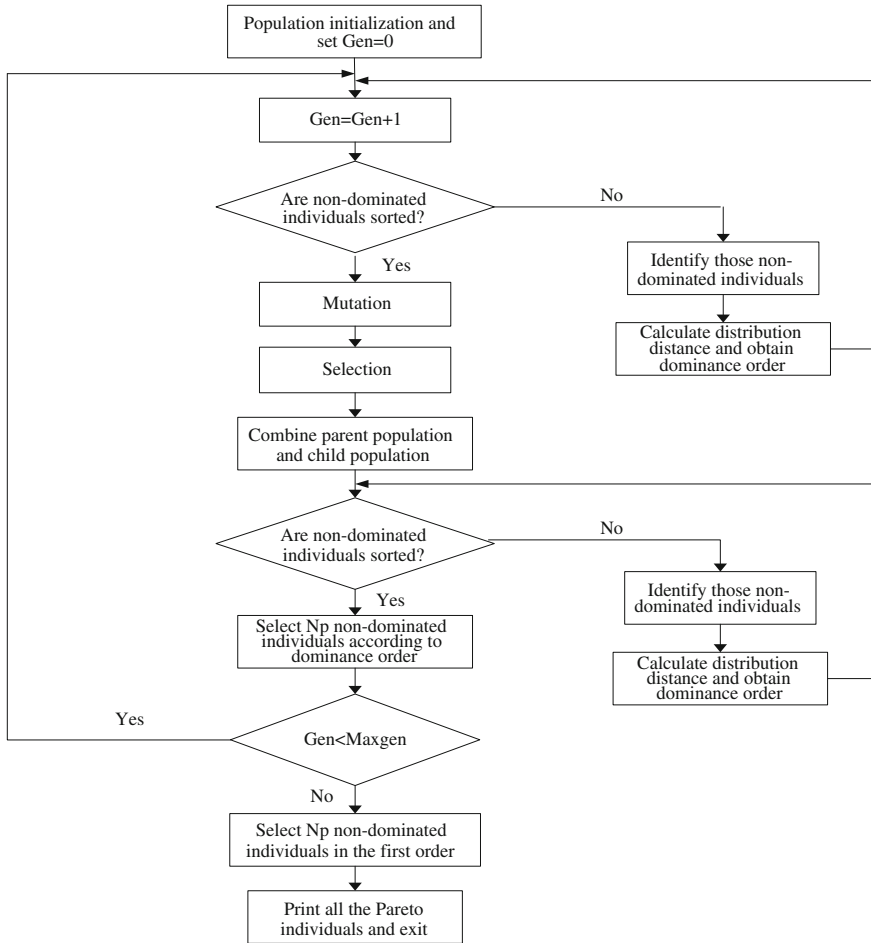 Population initialization and
set Gen=0
Gen=Gen+1
Are non-dominated
individuals sorted?
No
Yes
Identify those non-
dominated individuals
Mutation
Calculate distribution
distance and obtain
dominance order
Selection
Combine parent population
and child population
Are non-dominated
individuals sorted?
No
Yes
Identify those non-
dominated individuals
Select Np non-dominated
individuals according to
dominance order
Calculate distribution
distance and obtain
dominance order
Yes
Gen<Maxgen
No
Select Np non-dominated
individuals in the first order
Print all the Pareto
individuals and exit